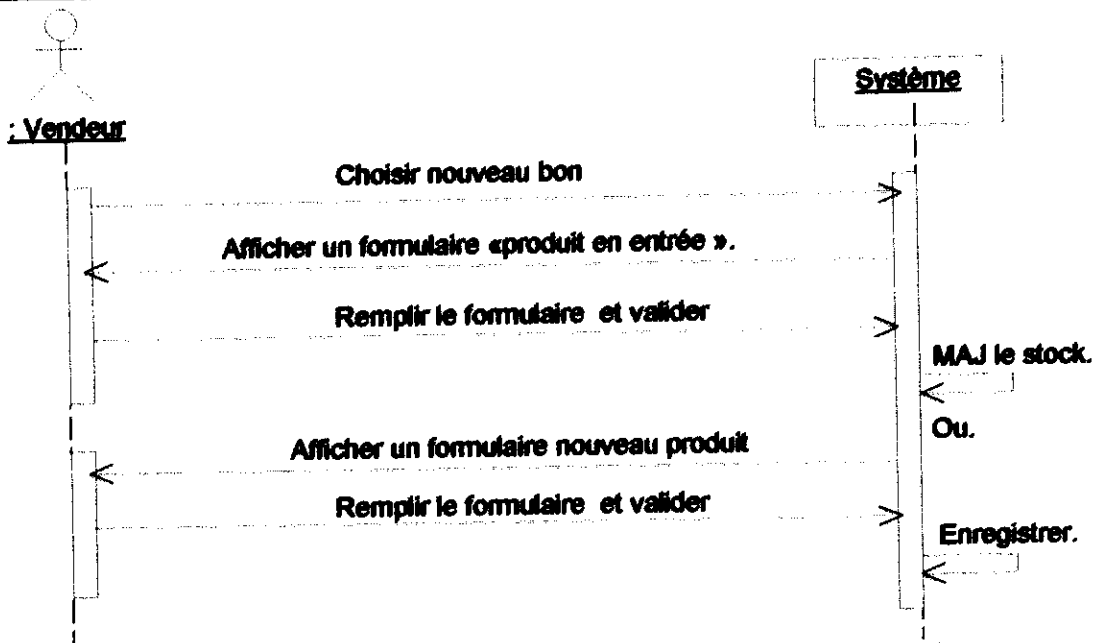 Système
: Vendeur
Choisir nouveau bon
Afficher un formulaire «produit en entrée ».
Remplir le formulaire et valider
MAJ le stock.
Ou.
Afficher un formulaire nouveau produit
Remplir le formulaire et valider
Enregistrer.